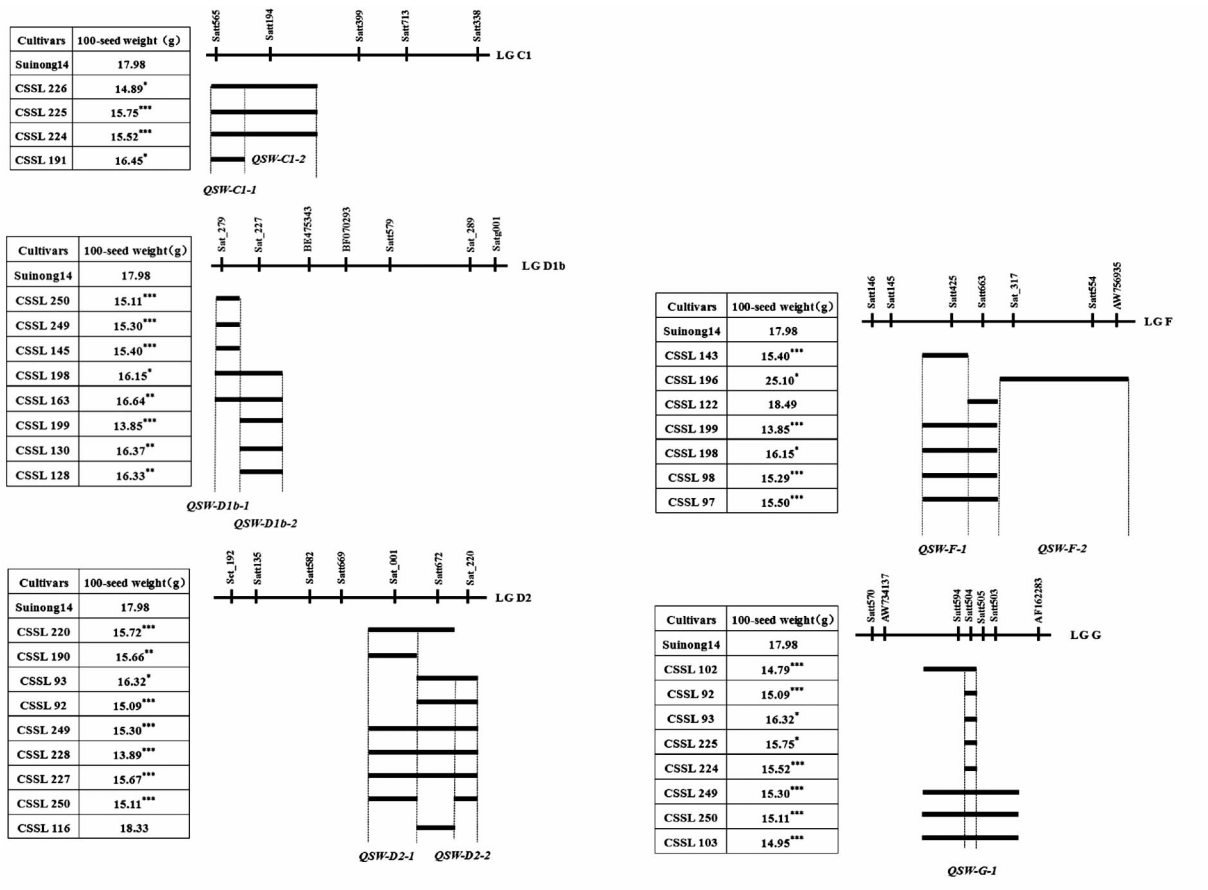 Satt565 Satt194 Satt399 Satt713 Satt338
LG C1
Cultivars 100-seed weight (g)
Suinong14 17.98
CSSL 226 14.89*
CSSL 225 15.75***
CSSL 224 15.52***
CSSL 191 16.45*
QSW-C1-2
QSW-C1-1
Sat_279 Sat_227 BE475343 BF070293 Satt579 Sat_289 Satg001
LG D1b
Cultivars 100-seed weight(g)
Suinong14 17.98
CSSL 250 15.11***
CSSL 249 15.30***
CSSL 145 15.40***
CSSL 198 16.15*
CSSL 163 16.64**
CSSL 199 13.85***
CSSL 130 16.37**
CSSL 128 16.33**
QSW-D1b-1
QSW-D1b-2
Sct_192 Satt135 Satt582 Satt669 Sat_001 Satt672 Sat_220
LG D2
Cultivars 100-seed weight(g)
Suinong14 17.98
CSSL 220 15.72***
CSSL 190 15.66**
CSSL 93 16.32*
CSSL 92 15.09***
CSSL 249 15.30***
CSSL 228 13.89***
CSSL 227 15.67***
CSSL 250 15.11***
CSSL 116 18.33
QSW-D2-1 QSW-D2-2
Satt146 Satt145 Satt425 Satt663 Sat_317 Satt554 AW756935
LG F
Cultivars 100-seed weight(g)
Suinong14 17.98
CSSL 143 15.40***
CSSL 196 25.10*
CSSL 122 18.49
CSSL 199 13.85***
CSSL 198 16.15*
CSSL 98 15.29***
CSSL 97 15.50***
QSW-F-1 QSW-F-2
Satt570 AW734137 Satt594 Satt504 Satt505 Satt503 AF162283
LG G
Cultivars 100-seed weight(g)
Suinong14 17.98
CSSL 102 14.79***
CSSL 92 15.09***
CSSL 93 16.32*
CSSL 225 15.75*
CSSL 224 15.52***
CSSL 249 15.30***
CSSL 250 15.11***
CSSL 103 14.95***
QSW-G-1